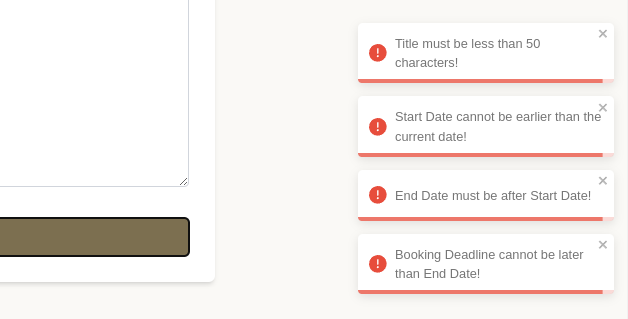 Title must be less than 50
characters!
Start Date cannot be earlier than the
current date!
End Date must be after Start Date!
Booking Deadline cannot be later
than End Date!